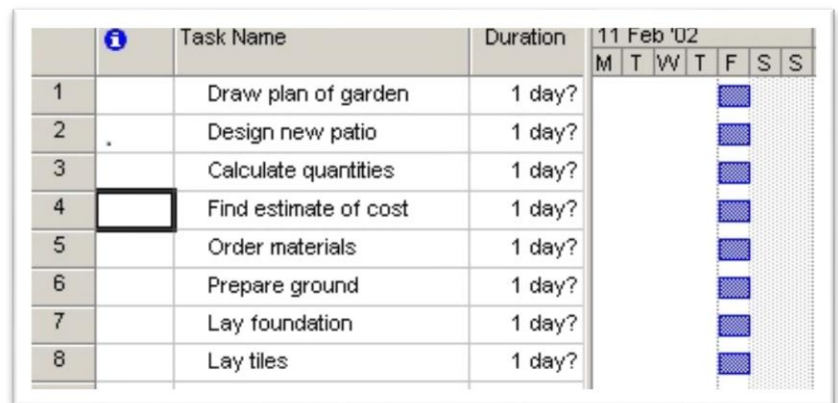 i Task Name Duration 11 Feb '02
M T W T F S S
1 Draw plan of garden 1 day?
2 Design new patio 1 day?
3 Calculate quantities 1 day?
4 Find estimate of cost 1 day?
5 Order materials 1 day?
6 Prepare ground 1 day?
7 Lay foundation 1 day?
8 Lay tiles 1 day?